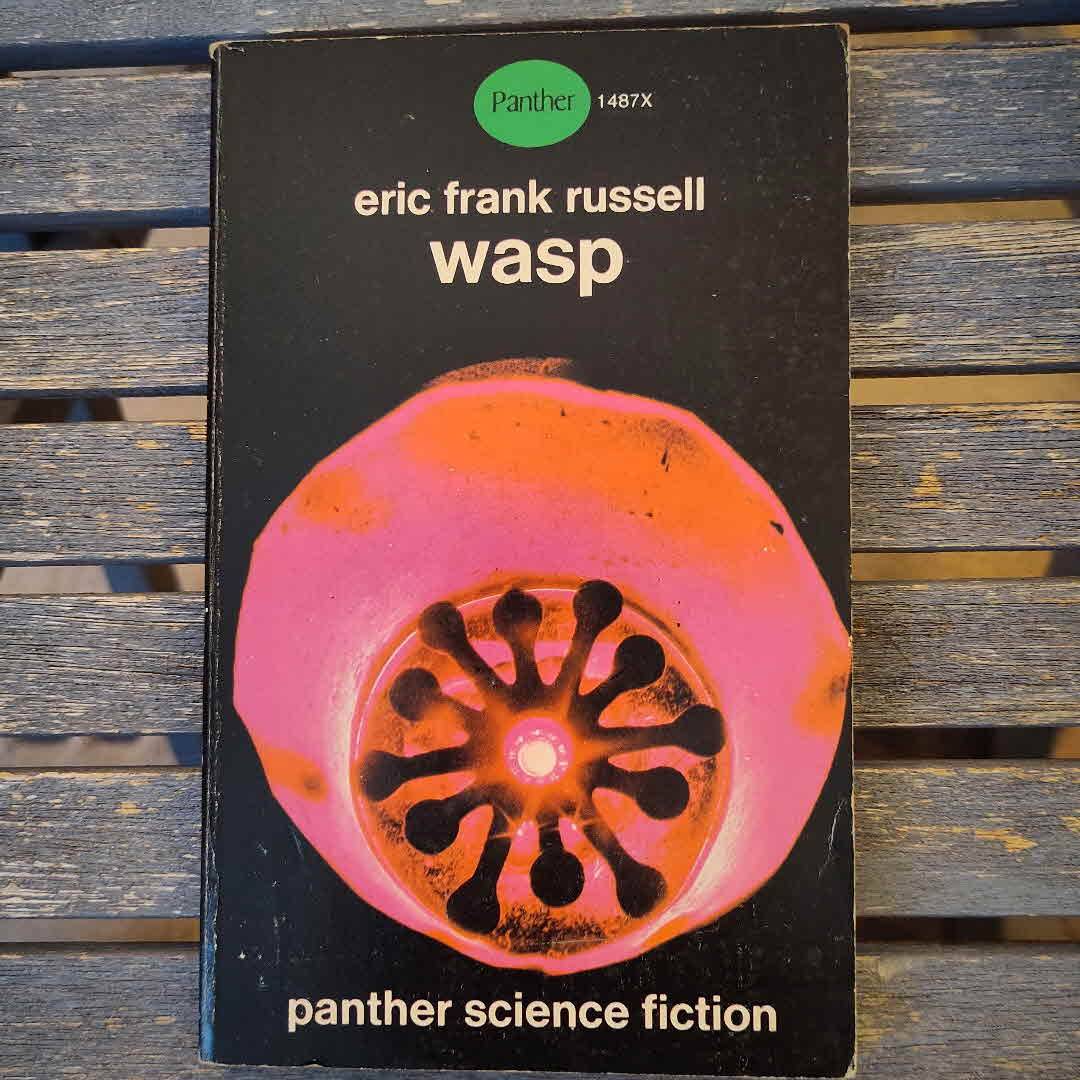 Panther 1487X
eric frank russell
wasp
panther science fiction